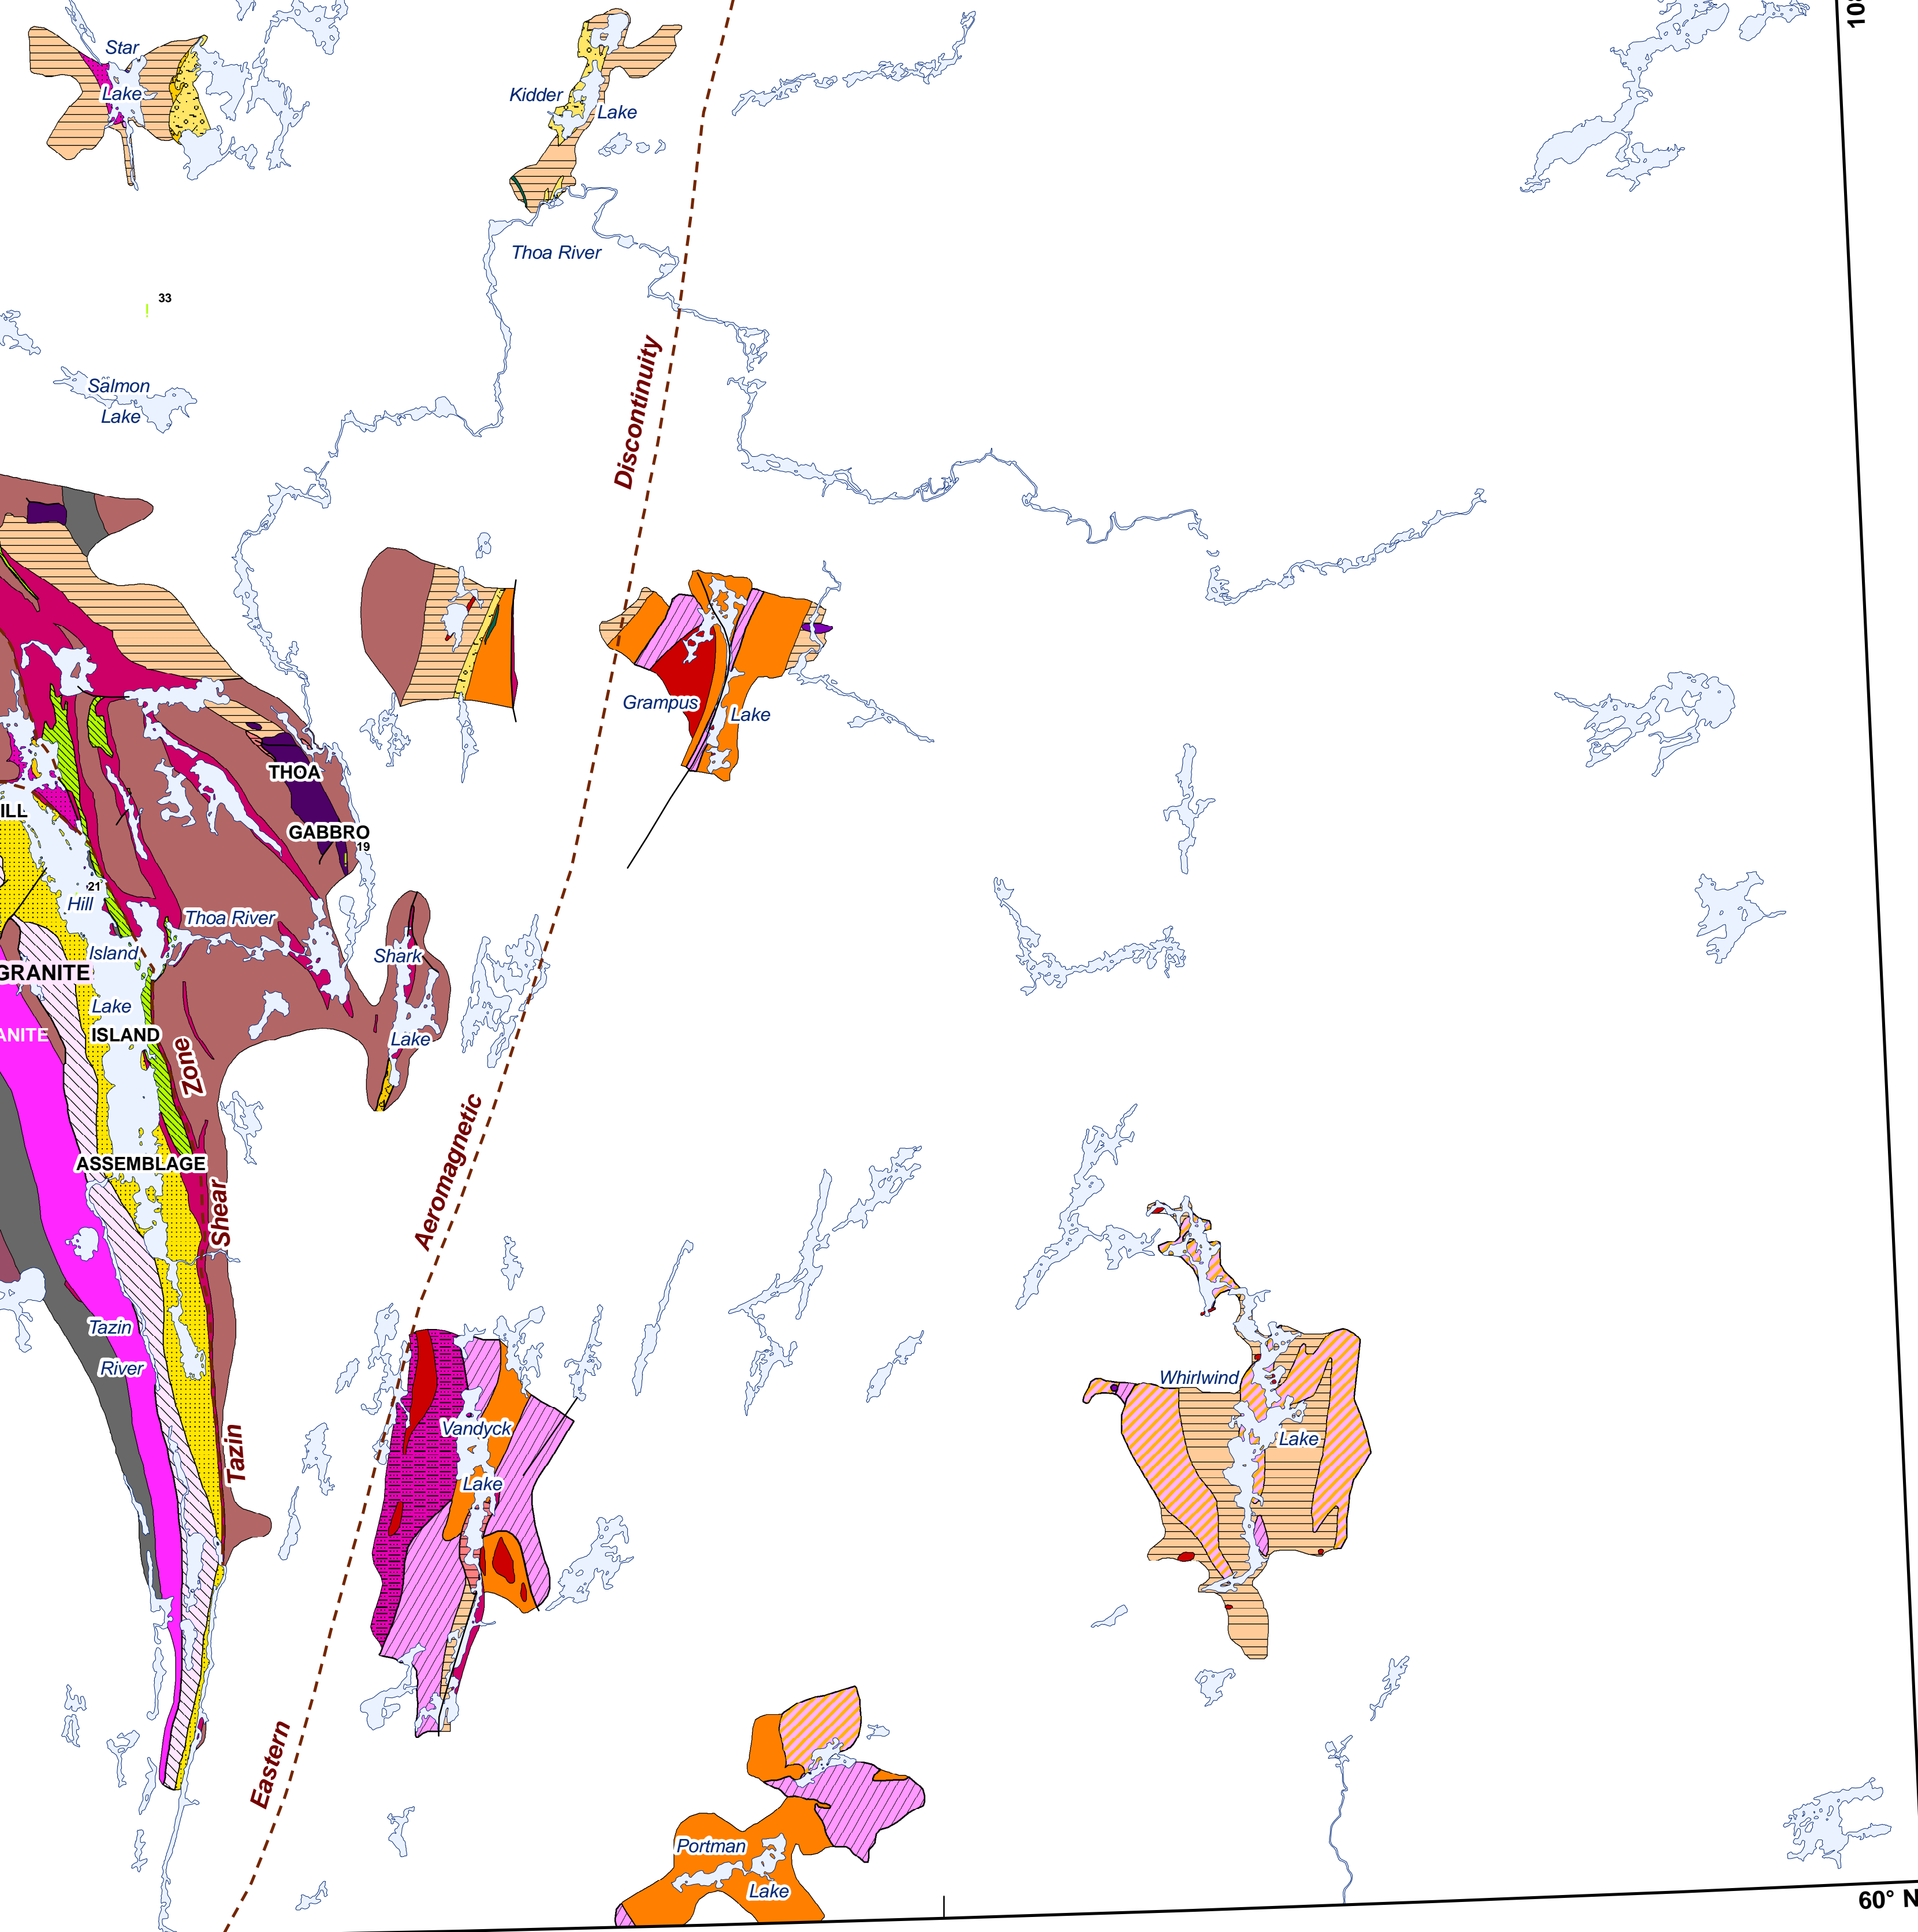 Star
Lake
Kidder
Lake
Thoa River
33
Salmon
Lake
Discontinuity
Grampus
Lake
THOA
GABBRO
19
ILL
21
Hill
Thoa River
Island
Shark
GRANITE
Lake
ANITE
ISLAND
Lake
Zone
Aeromagnetic
ASSEMBLAGE
Shear
Tazin
River
Whirlwind
Lake
Vandyck
Lake
Tazin
Eastern
Portman
Lake
60° N